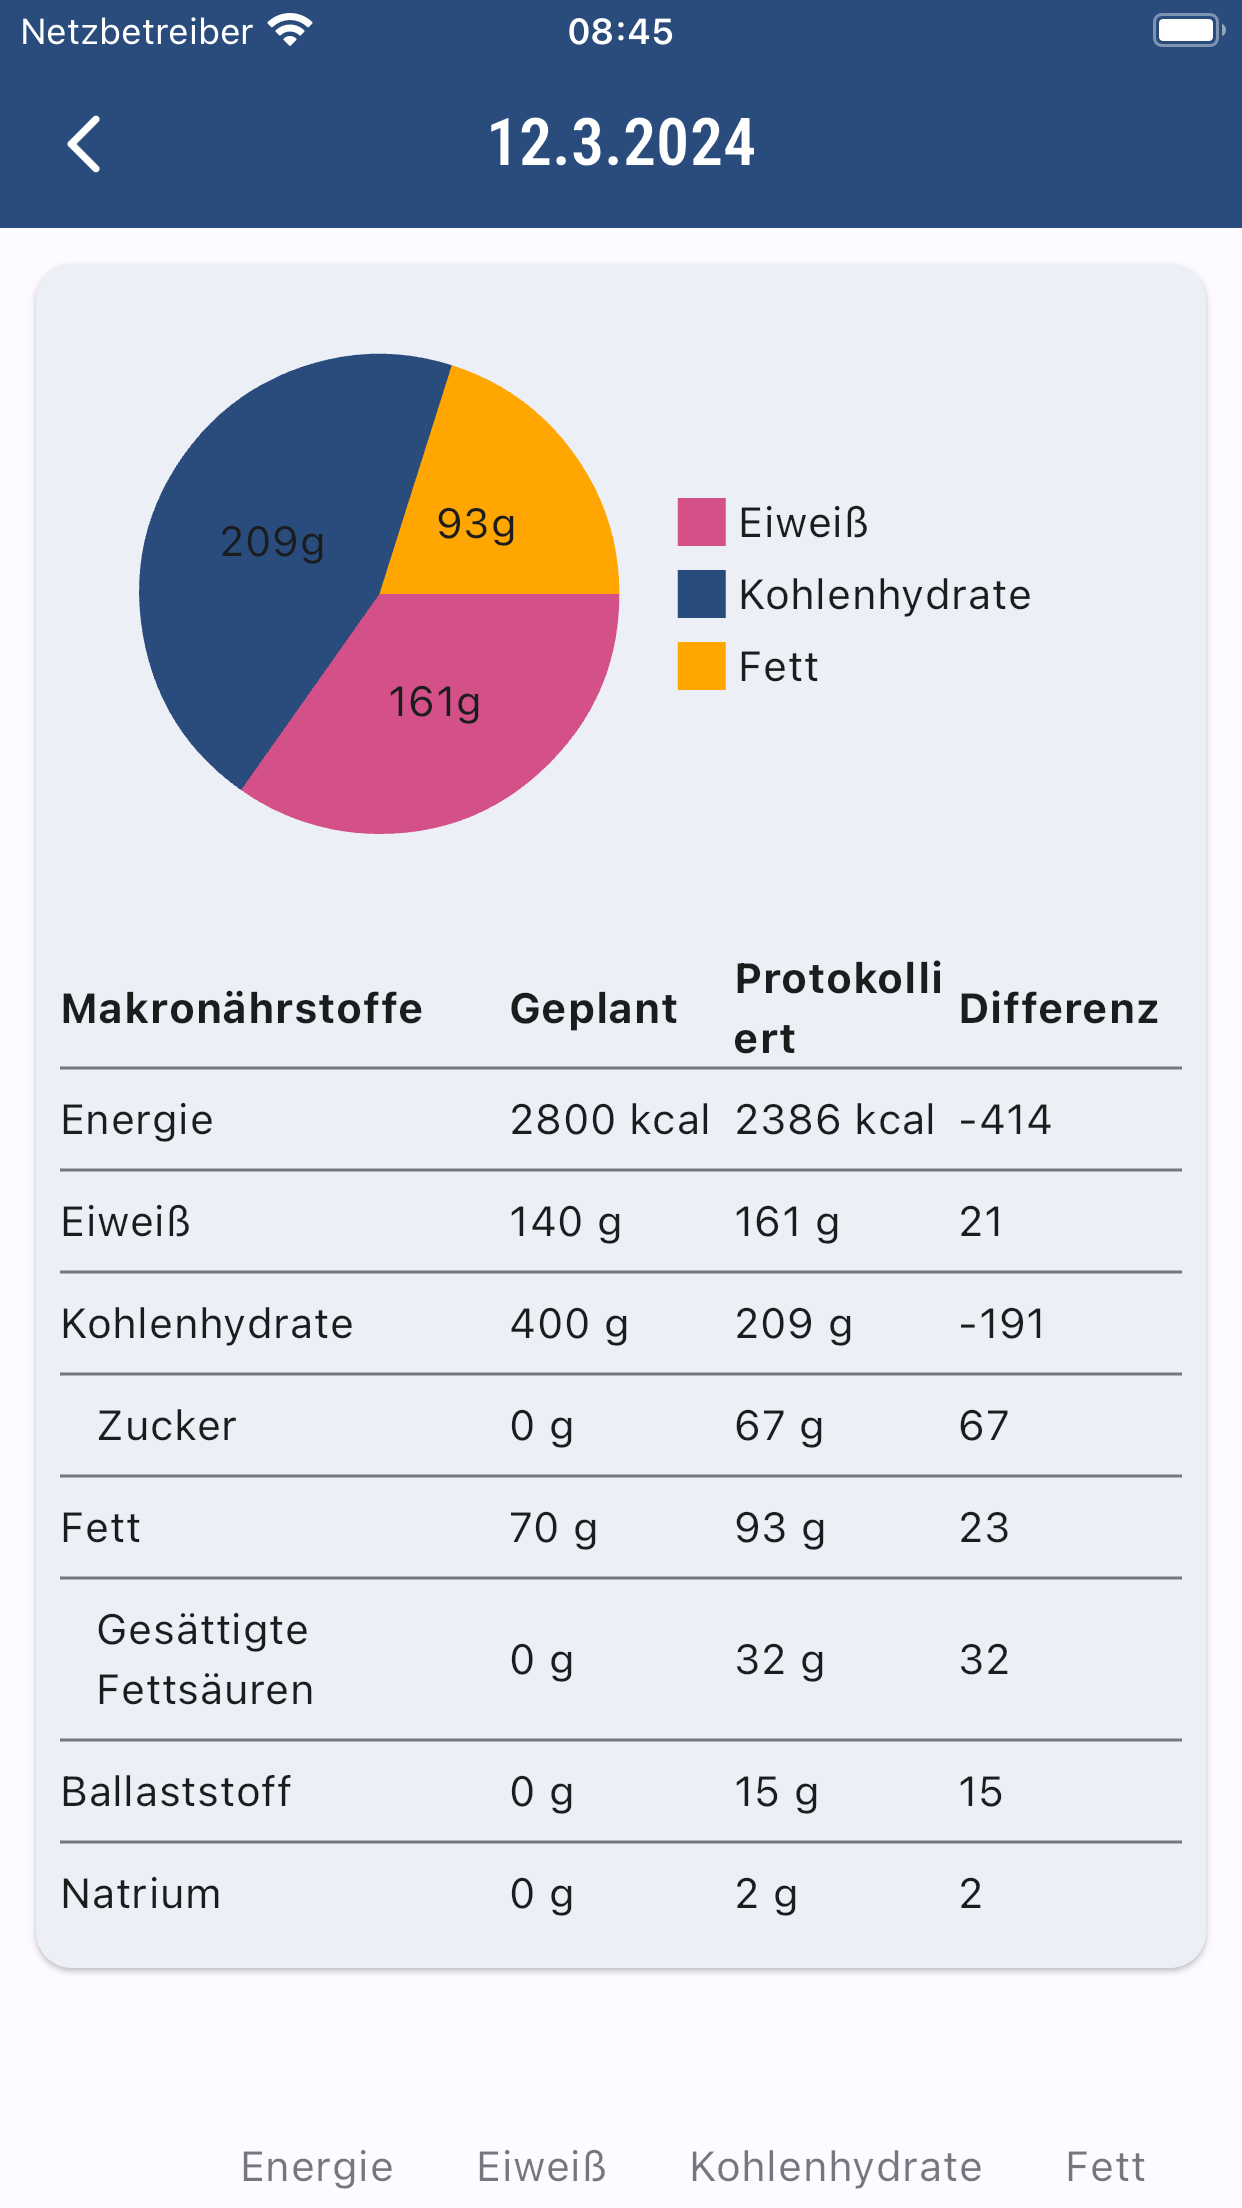 Netzbetreiber 08:45
12.3.2024
209g
93g
161g
Eiweiß
Kohlenhydrate
Fett
Makronährstoffe Geplant Protokolli
ert Differenz
Energie 2800 kcal 2386 kcal -414
Eiweiß 140 g 161 g 21
Kohlenhydrate 400 g 209 g -191
Zucker 0 g 67 g 67
Fett 70 g 93 g 23
Gesättigte
Fettsäuren 0 g 32 g 32
Ballaststoff 0 g 15 g 15
Natrium 0 g 2 g 2
Energie Eiweiß Kohlenhydrate Fett